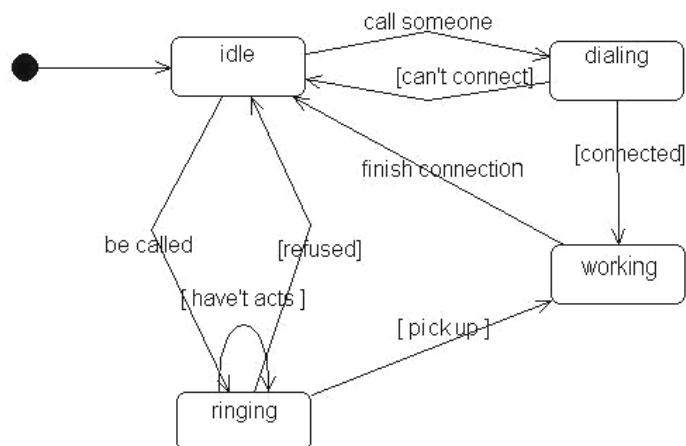 call someone
idle
dialing
[can't connect]
[connected]
finish connection
be called
[refused]
working
[ have't acts ]
[ pick up ]
ringing